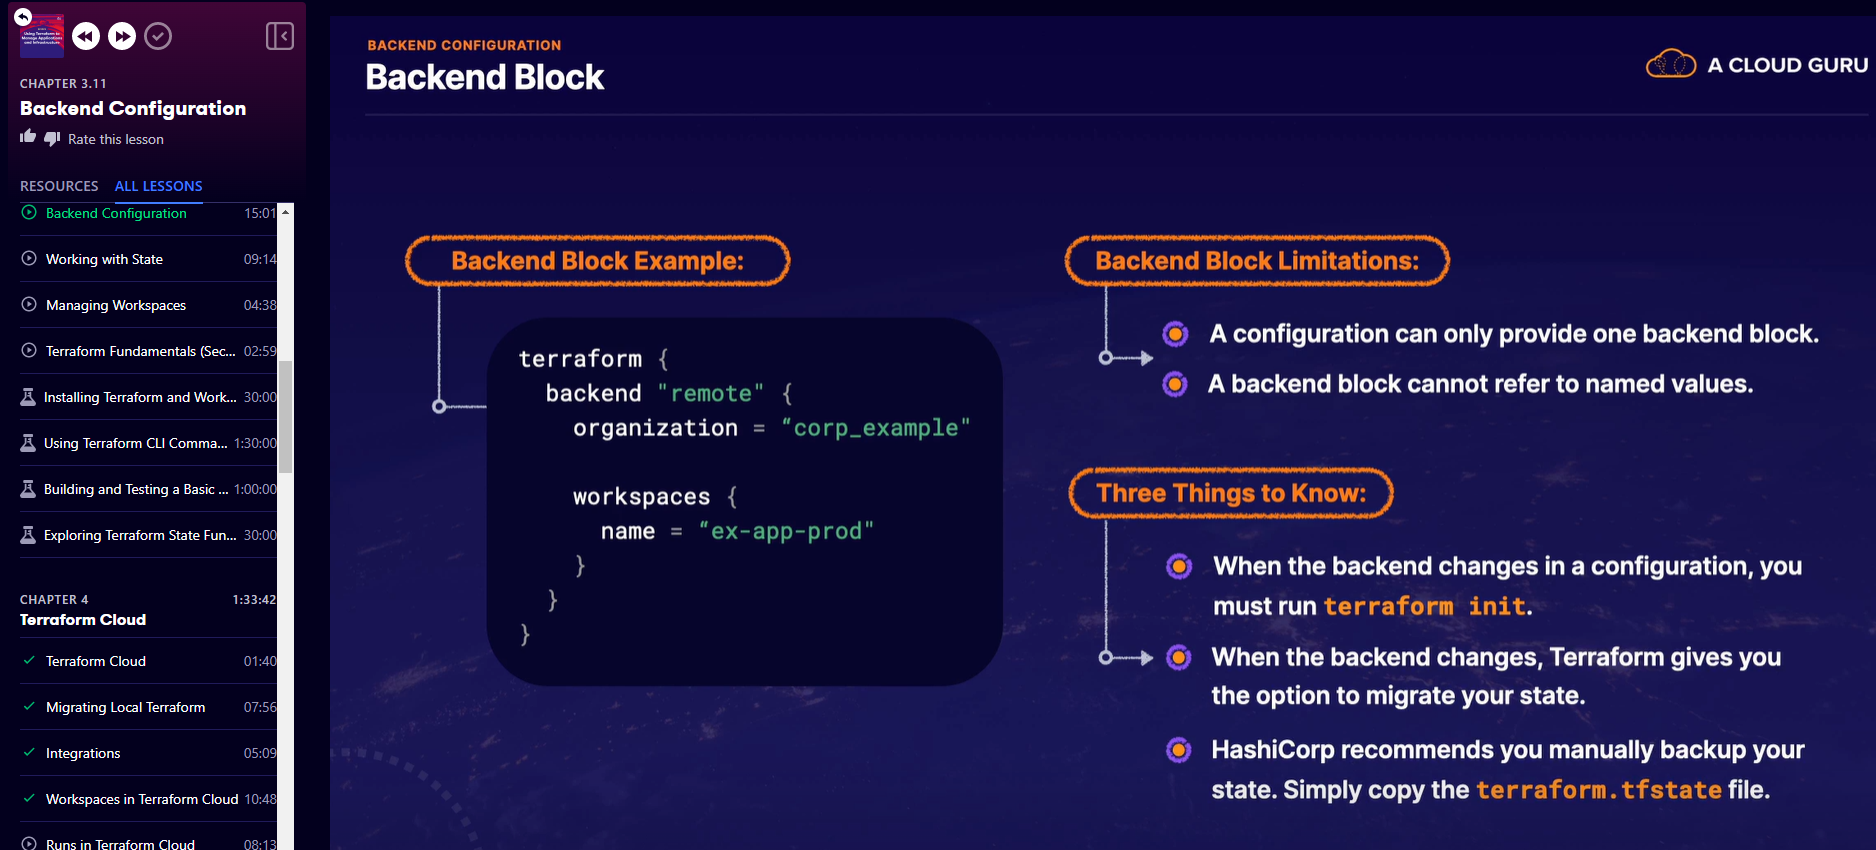 Using Terraform to
Manage Applications
and Infrastructure
CHAPTER 3.11
Backend Configuration
Rate this lesson
RESOURCES ALL LESSONS
Backend Configuration 15:01
Working with State 09:14
Managing Workspaces 04:38
Terraform Fundamentals (Sec... 02:59
Installing Terraform and Work... 30:00
Using Terraform CLI Comma... 1:30:00
Building and Testing a Basic ... 1:00:00
Exploring Terraform State Fun... 30:00
CHAPTER 4 1:33:42
Terraform Cloud
Terraform Cloud 01:40
Migrating Local Terraform 07:56
Integrations 05:09
Workspaces in Terraform Cloud 10:48
Runs in Terraform Cloud 08:13
BACKEND CONFIGURATION
Backend Block
A CLOUD GURU
Backend Block Example:
terraform {
backend "remote" {
organization = “corp_example"
workspaces {
name = “ex-app-prod"
}
}
}
Backend Block Limitations:
A configuration can only provide one backend block.
A backend block cannot refer to named values.
Three Things to Know:
When the backend changes in a configuration, you
must run terraform init.
When the backend changes, Terraform gives you
the option to migrate your state.
HashiCorp recommends you manually backup your
state. Simply copy the terraform.tfstate file.